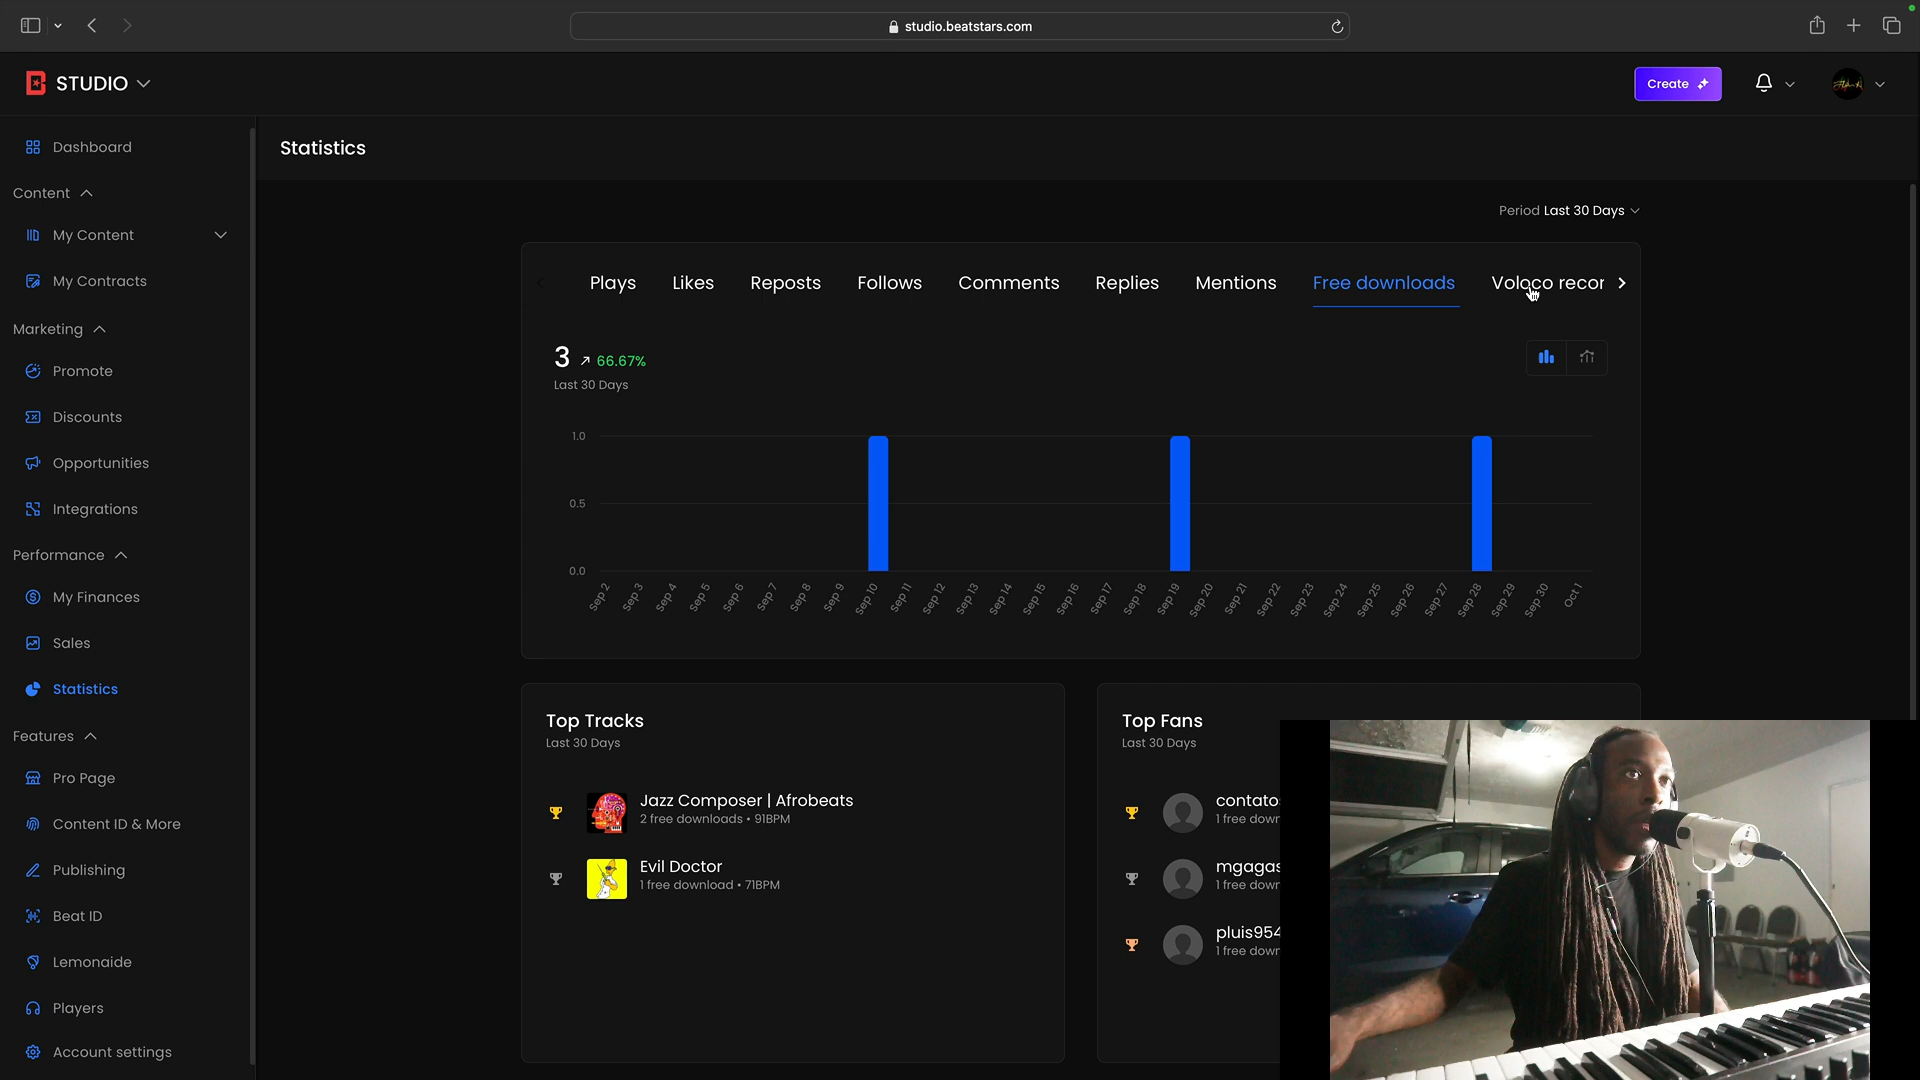 studio.beatstars.com
STUDIO
Create
Dashboard
Content
My Content
My Contracts
Marketing
Promote
Discounts
Opportunities
Integrations
Performance
My Finances
Sales
Statistics
Features
Pro Page
Content ID & More
Publishing
Beat ID
Lemonaide
Players
Account settings
Statistics
Period Last 30 Days
Plays Likes Reposts Follows Comments Replies Mentions Free downloads Voloco recor
3 66.67%
Last 30 Days
1.0
0.5
0.0
Sep 2 Sep 3 Sep 4 Sep 5 Sep 6 Sep 7 Sep 8 Sep 9 Sep 10 Sep 11 Sep 12 Sep 13 Sep 14 Sep 15 Sep 16 Sep 17 Sep 18 Sep 19 Sep 20 Sep 21 Sep 22 Sep 23 Sep 24 Sep 25 Sep 26 Sep 27 Sep 28 Sep 29 Sep 30 Oct 1
Top Tracks
Last 30 Days
Jazz Composer | Afrobeats
2 free downloads • 91BPM
Evil Doctor
1 free download • 71BPM
Top Fans
Last 30 Days
contato
1 free down
mgagas
1 free down
pluis954
1 free down